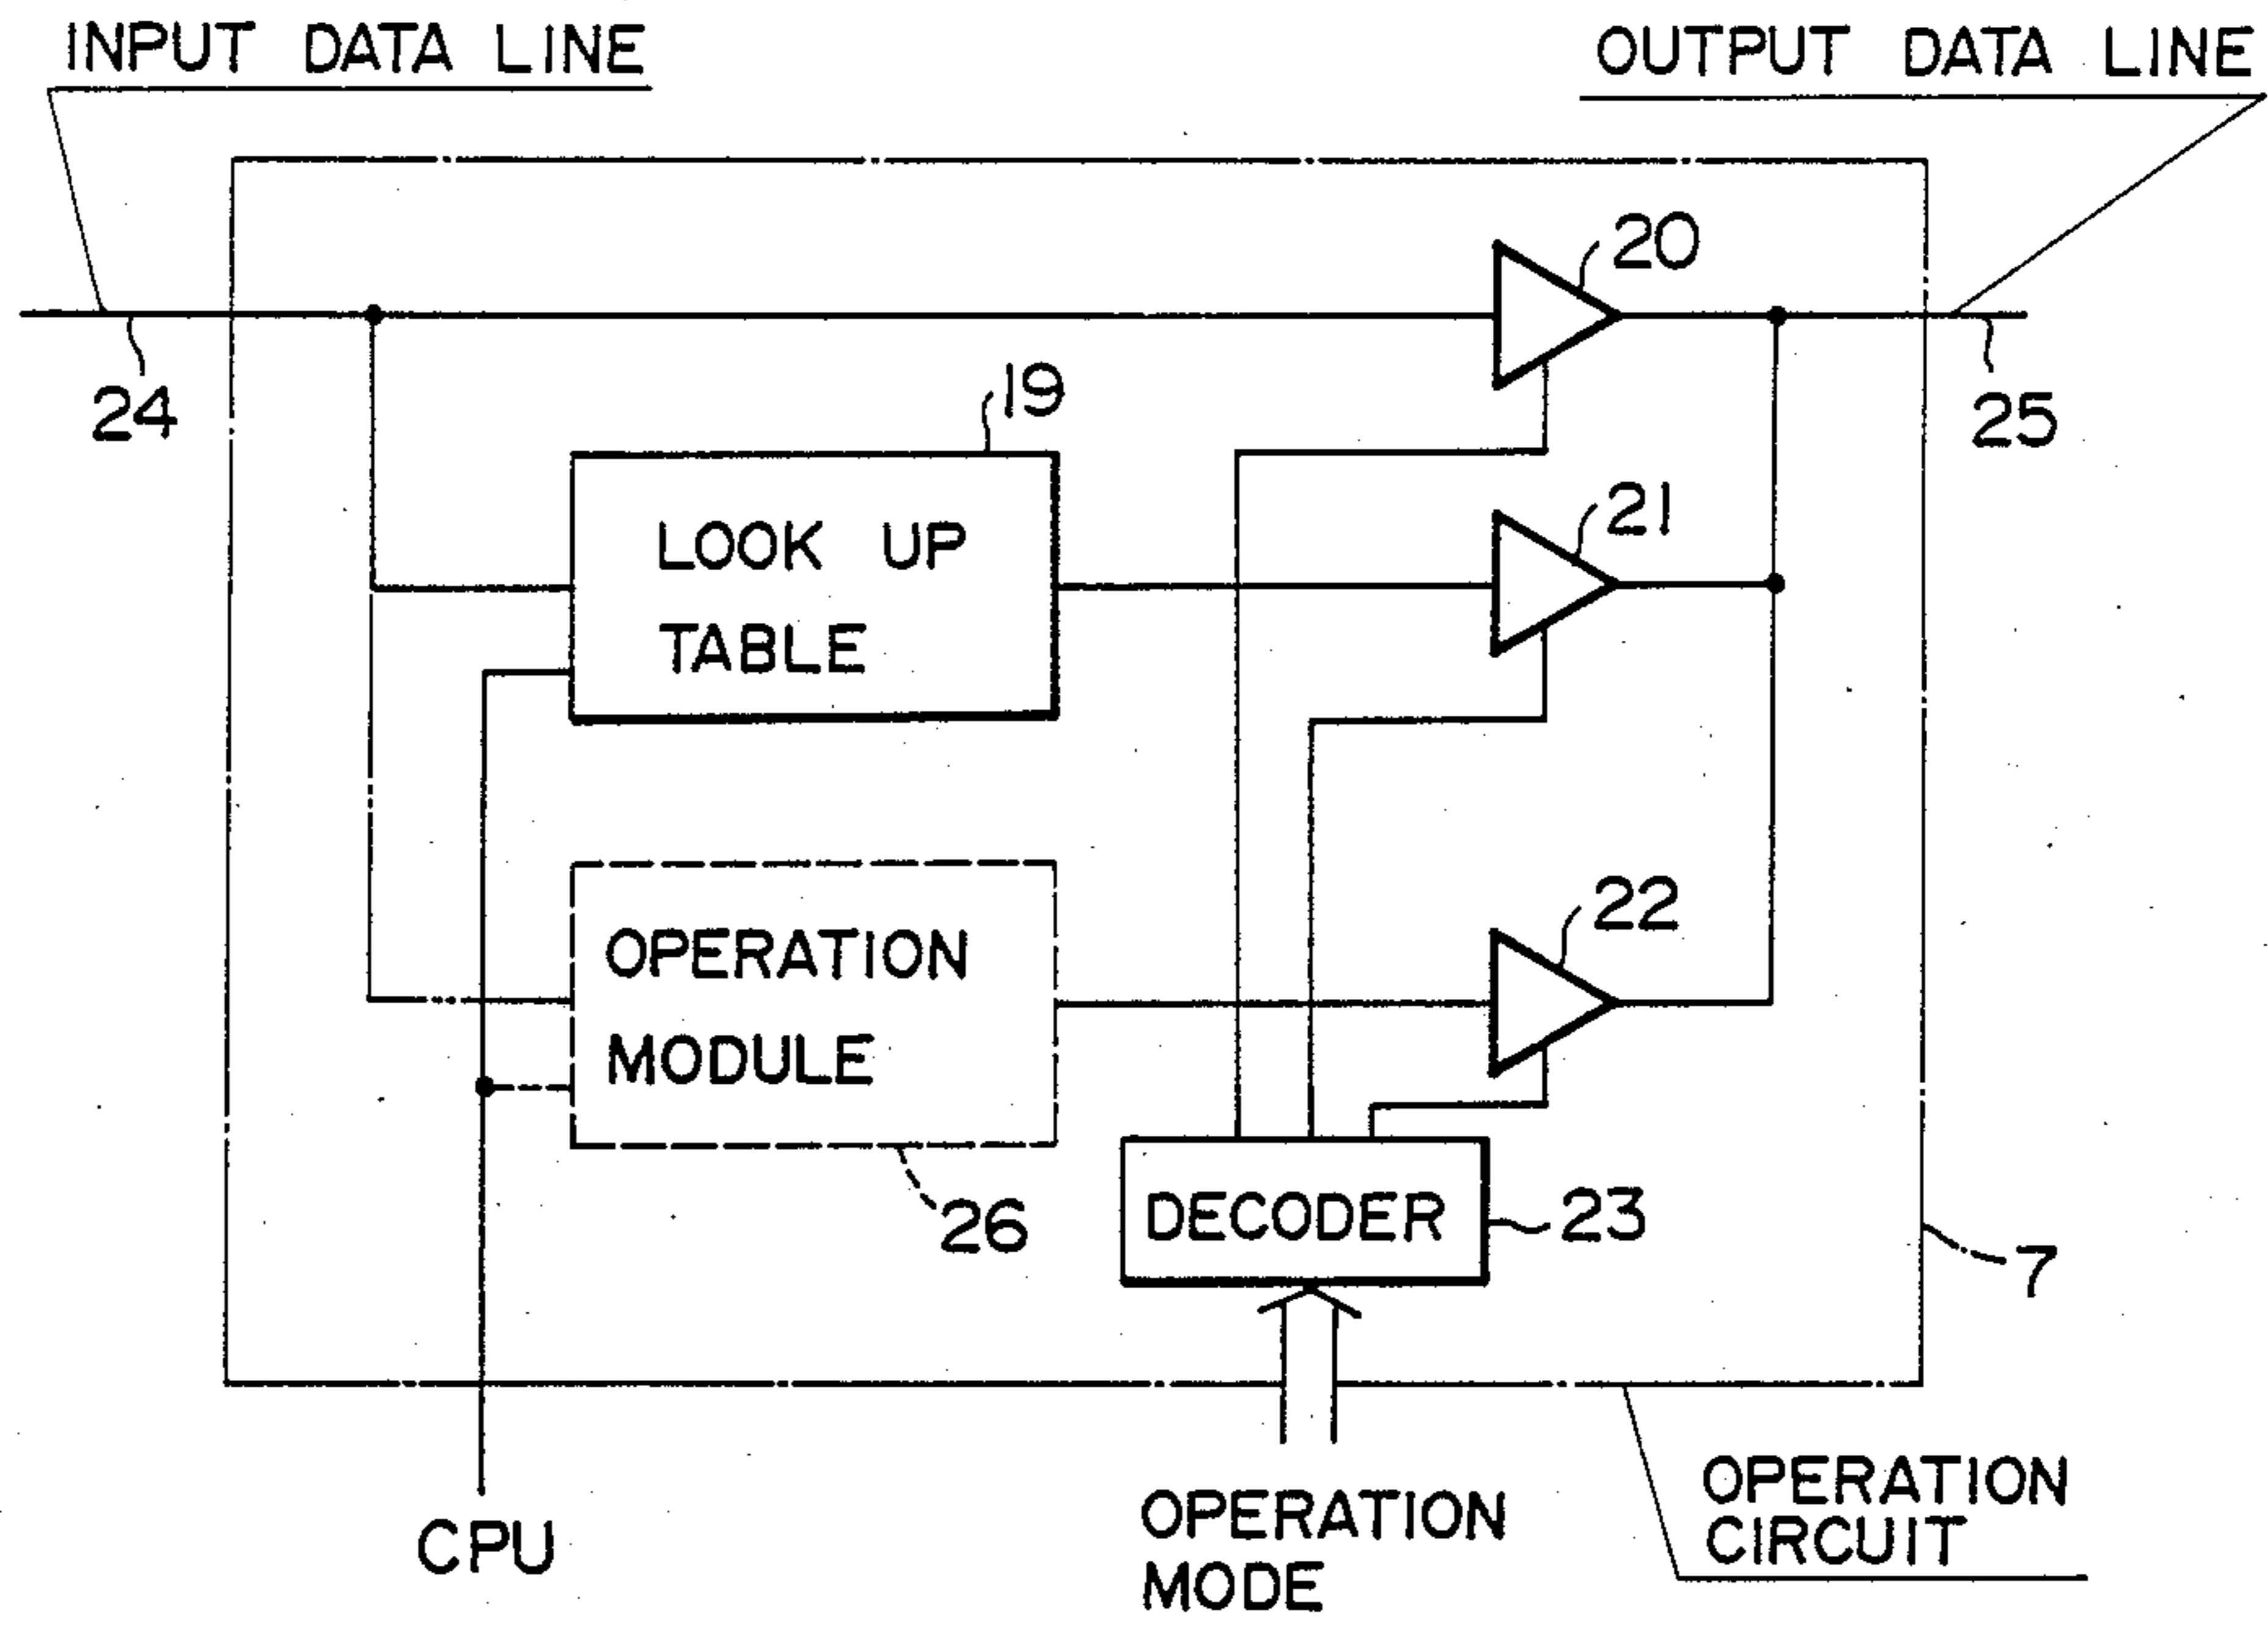 INPUT DATA LINE
OUTPUT DATA LINE
20
24
19
25
LOOK UP
TABLE
21
OPERATION
MODULE
22
26
DECODER
23
7
CPU
OPERATION
MODE
OPERATION
CIRCUIT